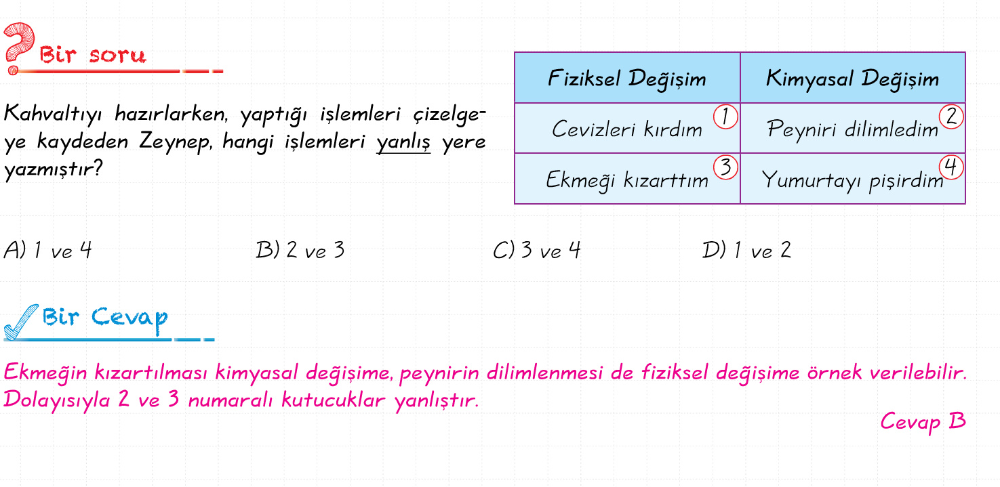 Bir soru
Kahvaltıyı hazırlarken, yaptığı işlemleri çizelge-
ye kaydeden Zeynep, hangi işlemleri yanlış yere
yazmıştır?
Fiziksel Değişim
Kimyasal Değişim
Cevizleri kırdım 1
Peyniri dilimledim 2
Ekmeği kızarttım 3
Yumurtayı pişirdim 4
A) 1 ve 4
B) 2 ve 3
C) 3 ve 4
D) 1 ve 2
Bir Cevap
Ekmeğin kızartılması kimyasal değişime, peynirin dilimlenmesi de fiziksel değişime örnek verilebilir.
Dolayısıyla 2 ve 3 numaralı kutucuklar yanlıştır.
Cevap B